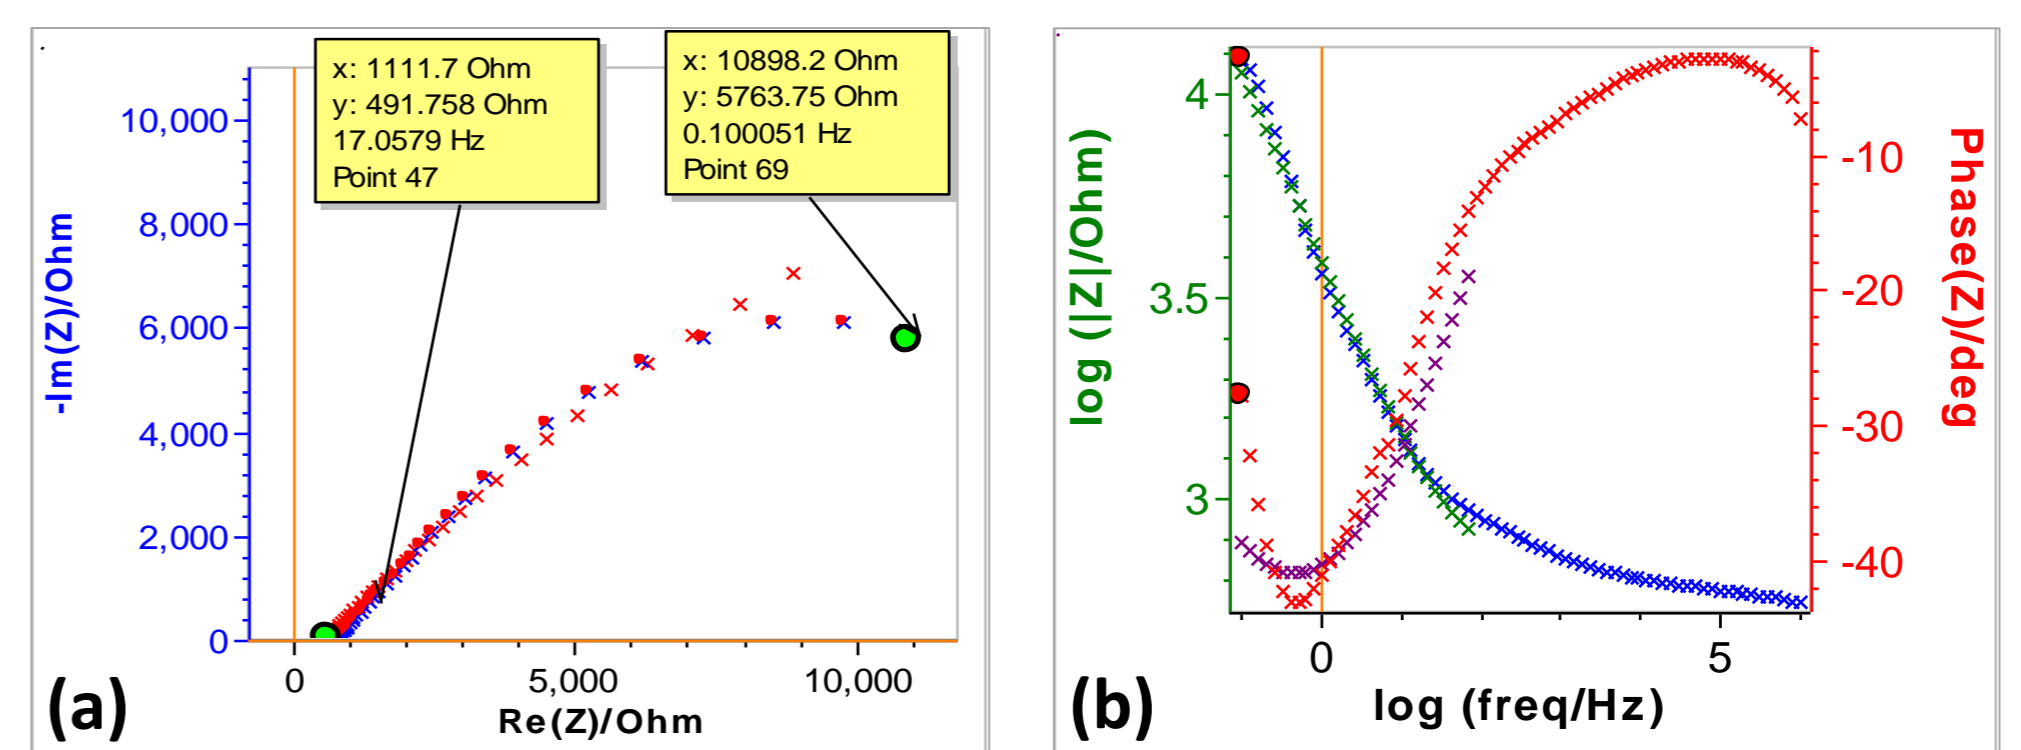 x: 1111.7 Ohm
y: 491.758 Ohm
17.0579 Hz
Point 47
x: 10898.2 Ohm
y: 5763.75 Ohm
0.100051 Hz
Point 69
-Im(Z)/Ohm
10,000
8,000
6,000
4,000
2,000
0
0
5,000
10,000
Re(Z)/Ohm
(a)
log (|Z|/Ohm)
4
3.5
3
Phase(Z)/deg
-10
-20
-30
-40
0
5
log (freq/Hz)
(b)